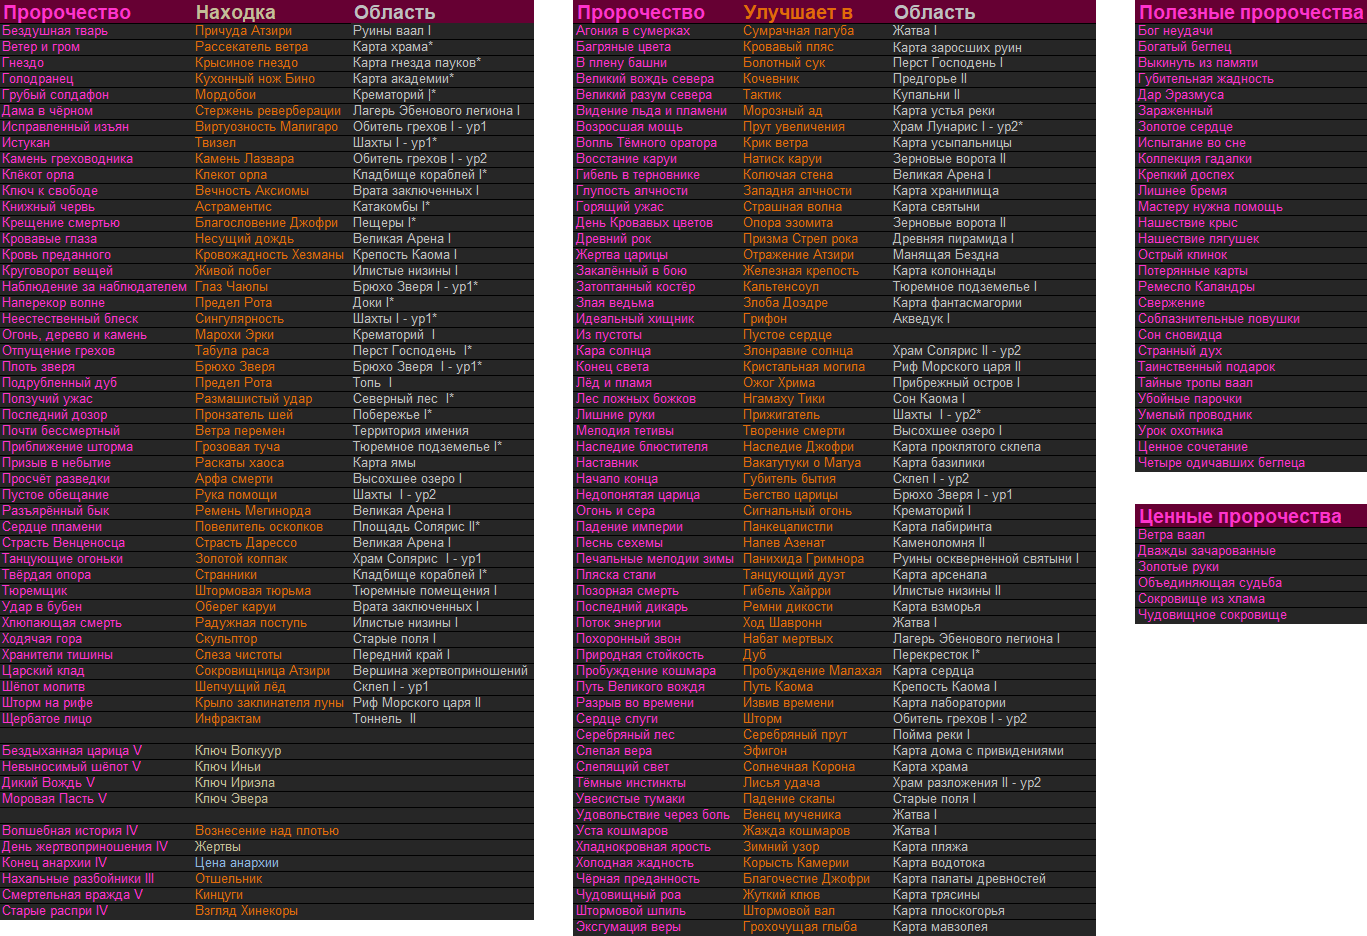 Пророчество Находка Область
Бездушная тварь Причуда Атзири Руины ваал I
Ветер и гром Рассекатель ветра Карта храма*
Гнездо Крысиное гнездо Карта гнезда пауков*
Голодранец Кухонный нож Бино Карта академии*
Грубый солдафон Мордобои Крематорий |*
Дама в чёрном Стержень реверберации Лагерь Эбенового легиона I
Исправленный изъян Виртуозность Малигаро Обитель грехов I - ур1
Истукан Твизел Шахты I - ур1*
Камень греховодника Камень Лазвара Обитель грехов I - ур2
Клёкот орла Клекот орла Кладбище кораблей I*
Ключ к свободе Вечность Аксиомы Врата заключенных I
Книжный червь Астраментис Катакомбы I*
Крещение смертью Благословение Джофри Пещеры I*
Кровавые глаза Несущий дождь Великая Арена I
Кровь преданного Кровожадность Хезманы Крепость Каома I
Круговорот вещей Живой побег Илистые низины I
Наблюдение за наблюдателем Глаз Чаюлы Брюхо Зверя I - ур1*
Наперекор волне Предел Рота Доки I*
Неестественный блеск Сингулярность Шахты I - ур1*
Огонь, дерево и камень Марохи Эрки Крематорий I
Отпущение грехов Табула раса Перст Господень I*
Плоть зверя Брюхо Зверя Брюхо Зверя I - ур1*
Подрубленный дуб Предел Рота Топь I
Ползучий ужас Размашистый удар Северный лес I*
Последний дозор Пронзатель шей Побережье I*
Почти бессмертный Ветра перемен Территория имения
Приближение шторма Грозовая туча Тюремное подземелье I*
Призыв в небытие Раскаты хаоса Карта ямы
Просчёт разведки Арфа смерти Высохшее озеро I
Пустое обещание Рука помощи Шахты I - ур2
Разъярённый бык Ремень Мегинорда Великая Арена I
Сердце пламени Повелитель осколков Площадь Солярис II*
Страсть Венценосца Страсть Дарессо Великая Арена I
Танцующие огоньки Золотой колпак Храм Солярис I - ур1
Твёрдая опора Странники Кладбище кораблей I*
Тюремщик Штормовая тюрьма Тюремные помещения I
Удар в бубен Оберег каруи Врата заключенных I
Хлюпающая смерть Радужная поступь Илистые низины I
Ходячая гора Скульптор Старые поля I
Хранители тишины Слеза чистоты Передний край I
Царский клад Сокровищница Атзири Вершина жертвоприношений
Шёпот молитв Шепчущий лёд Склеп I - ур1
Шторм на рифе Крыло заклинателя луны Риф Морского царя II
Щербатое лицо Инфрактам Тоннель II
Бездыханная царица V Ключ Волкуур
Невыносимый шёпот V Ключ Иньи
Дикий Вождь V Ключ Ириэла
Моровая Пасть V Ключ Эвера
Волшебная история IV Вознесение над плотью
День жертвоприношения IV Жертвы
Конец анархии IV Цена анархии
Нахальные разбойники III Отшельник
Смертельная вражда V Кинцуги
Старые распри IV Взгляд Хинекоры
Пророчество Улучшает в Область
Агония в сумерках Сумрачная пагуба Жатва I
Багряные цвета Кровавый пляс Карта заросших руин
В плену башни Болотный сук Перст Господень I
Великий вождь севера Кочевник Предгорье II
Великий разум севера Тактик Купальни II
Видение льда и пламени Морозный ад Карта устья реки
Возросшая мощь Прут увеличения Храм Лунарис I - ур2*
Вопль Тёмного оратора Крик ветра Карта усыпальницы
Восстание каруи Натиск каруи Зерновые ворота II
Гибель в терновнике Колючая стена Великая Арена I
Глупость алчности Западня алчности Карта хранилища
Горящий ужас Страшная волна Карта святыни
День Кровавых цветов Опора эзомита Зерновые ворота II
Древний рок Призма Стрел рока Древняя пирамида I
Жертва царицы Отражение Атзири Манящая Бездна
Закалённый в бою Железная крепость Карта колоннады
Затоптанный костёр Кальтенсоул Тюремное подземелье I
Злая ведьма Злоба Доэдре Карта фантасмагории
Идеальный хищник Грифон Акведук I
Из пустоты Пустое сердце
Кара солнца Злонравие солнца Храм Солярис II - ур2
Конец света Кристальная могила Риф Морского царя II
Лёд и пламя Ожог Хрима Прибрежный остров I
Лес ложных божков Нгамаху Тики Сон Каома I
Лишние руки Прижигатель Шахты I - ур2*
Мелодия тетивы Творение смерти Высохшее озеро I
Наследие блюстителя Наследие Джофри Карта проклятого склепа
Наставник Вакатутуки о Матуа Карта базилики
Начало конца Губитель бытия Склеп I - ур2
Недопонятая царица Бегство царицы Брюхо Зверя I - ур1
Огонь и сера Сигнальный огонь Крематорий I
Падение империи Панкецалистли Карта лабиринта
Песнь сехемы Напев Азенат Каменоломня II
Печальные мелодии зимы Панихида Гримнора Руины оскверненной святыни I
Пляска стали Танцующий дуэт Карта арсенала
Позорная смерть Гибель Хайрри Илистые низины II
Последний дикарь Ремни дикости Карта взморья
Поток энергии Ход Шавронн Жатва I
Похоронный звон Набат мертвых Лагерь Эбенового легиона I
Природная стойкость Дуб Перекресток I*
Пробуждение кошмара Пробуждение Малахая Карта сердца
Путь Великого вождя Путь Каома Крепость Каома I
Разрыв во времени Извив времени Карта лаборатории
Сердце слуги Шторм Обитель грехов I - ур2
Серебряный лес Серебряный прут Пойма реки I
Слепая вера Эфигон Карта дома с привидениями
Слепящий свет Солнечная Корона Карта храма
Тёмные инстинкты Лисья удача Храм разложения II - ур2
Увесистые тумаки Падение скалы Старые поля I
Удовольствие через боль Венец мученика Жатва I
Уста кошмаров Жажда кошмаров Жатва I
Хладнокровная ярость Зимний узор Карта пляжа
Холодная жадность Корысть Камерии Карта водотока
Чёрная преданность Благочестие Джофри Карта палаты древностей
Чудовищный роа Жуткий клюв Карта трясины
Штормовой шпиль Штормовой вал Карта плоскогорья
Эксгумация веры Грохочущая глыба Карта мавзолея
Полезные пророчества
Бог неудачи
Богатый беглец
Выкинуть из памяти
Губительная жадность
Дар Эразмуса
Зараженный
Золотое сердце
Испытание во сне
Коллекция гадалки
Крепкий доспех
Лишнее бремя
Мастеру нужна помощь
Нашествие крыс
Нашествие лягушек
Острый клинок
Потерянные карты
Ремесло Каландры
Свержение
Соблазнительные ловушки
Сон сновидца
Странный дух
Таинственный подарок
Тайные тропы ваал
Убойные парочки
Умелый проводник
Урок охотника
Ценное сочетание
Четыре одичавших беглеца
Ценные пророчества
Ветра ваал
Дважды зачарованные
Золотые руки
Объединяющая судьба
Сокровище из хлама
Чудовищное сокровище